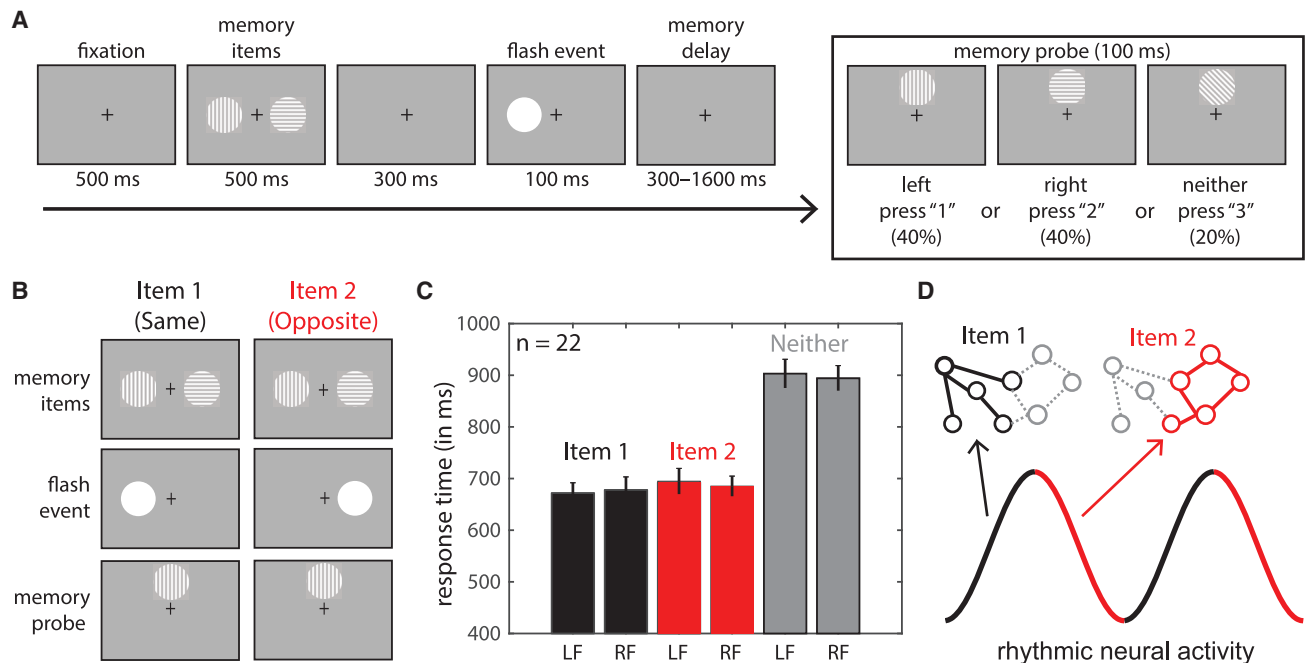 A
fixation
memory
items
flash event
memory
delay
memory probe (100 ms)
500 ms
500 ms
300 ms
100 ms
300–1600 ms
left
press "1"
(40%)
or
right
press "2"
(40%)
or
neither
press "3"
(20%)
B
Item 1
(Same)
Item 2
(Opposite)
memory
items
flash
event
memory
probe
C
response time (in ms)
1000
900
800
700
600
500
400
n = 22
Item 1
Item 2
Neither
LF
RF
LF
RF
LF
RF
D
Item 1
Item 2
rhythmic neural activity